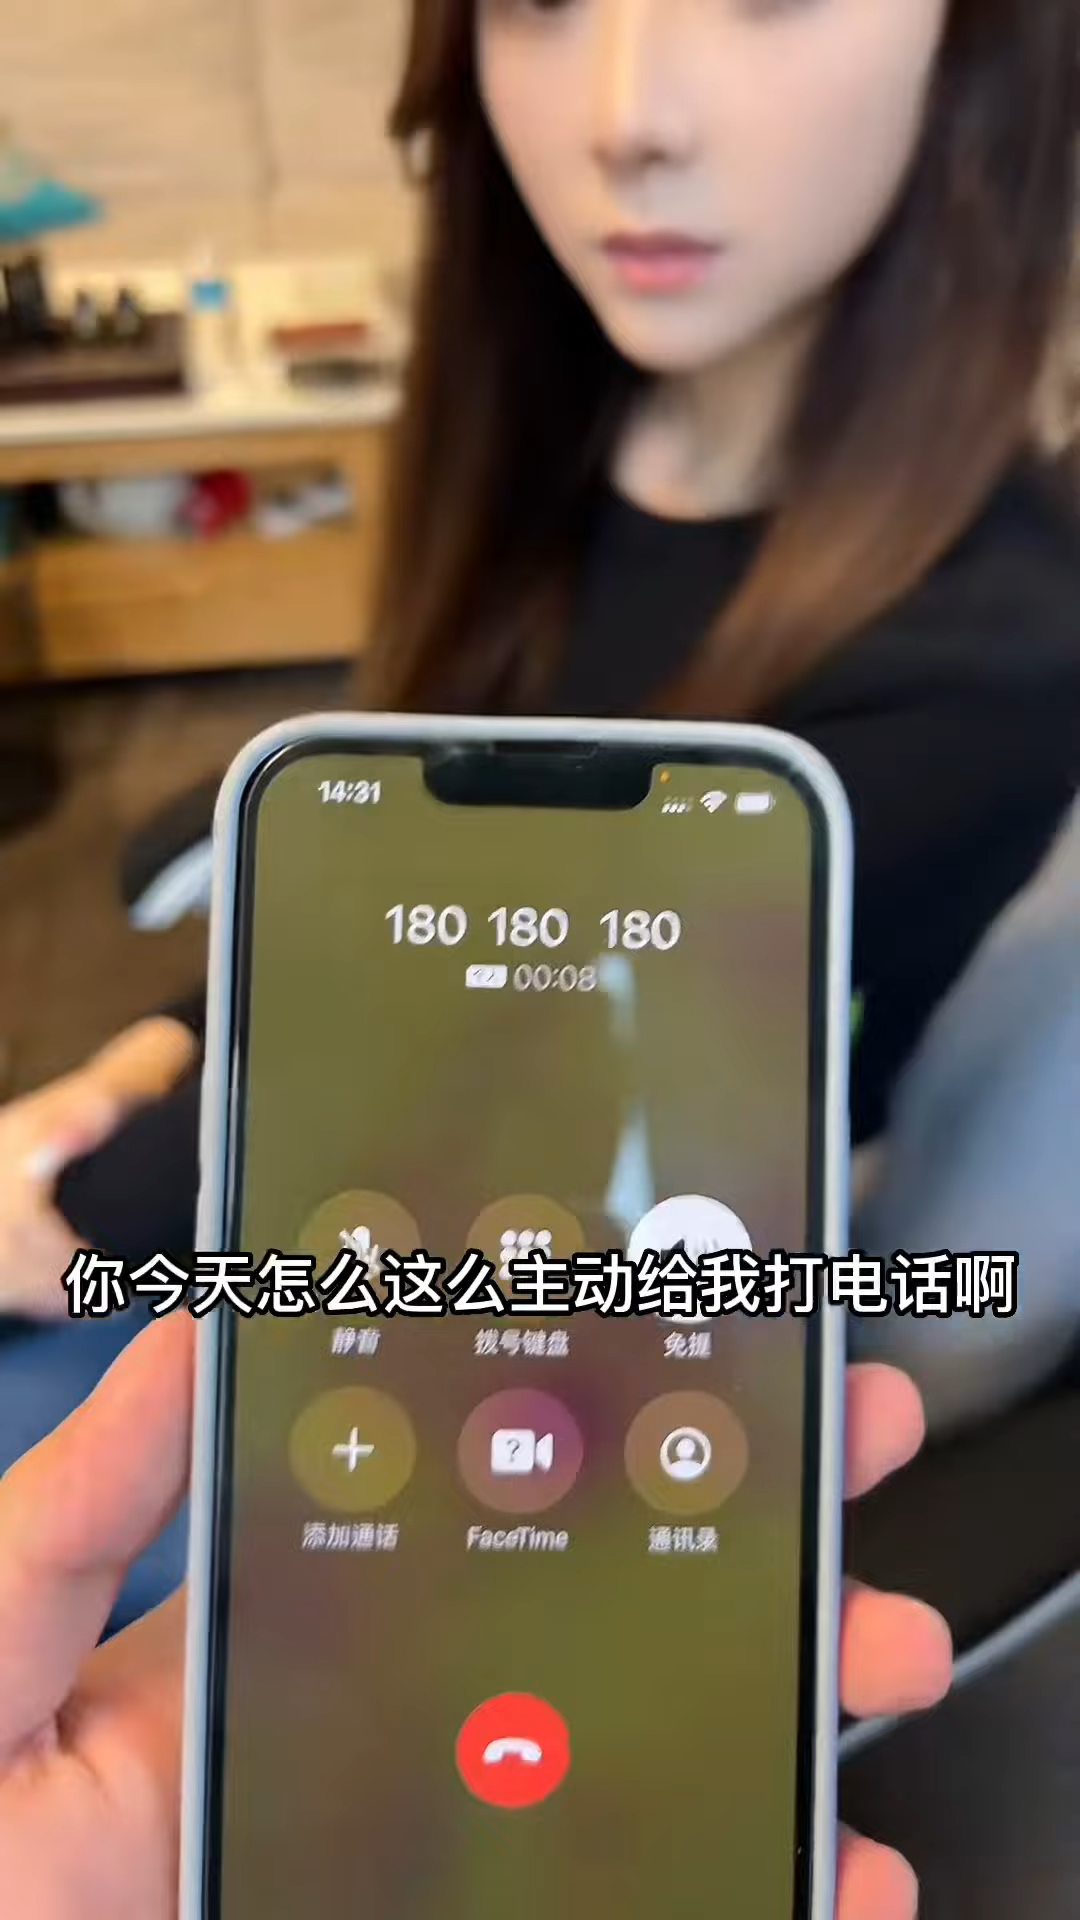 14:31
180 180 180
00:08
你今天怎么这么主动给我打电话啊
静音
拨号键盘
免提
添加通话
FaceTime
通讯录